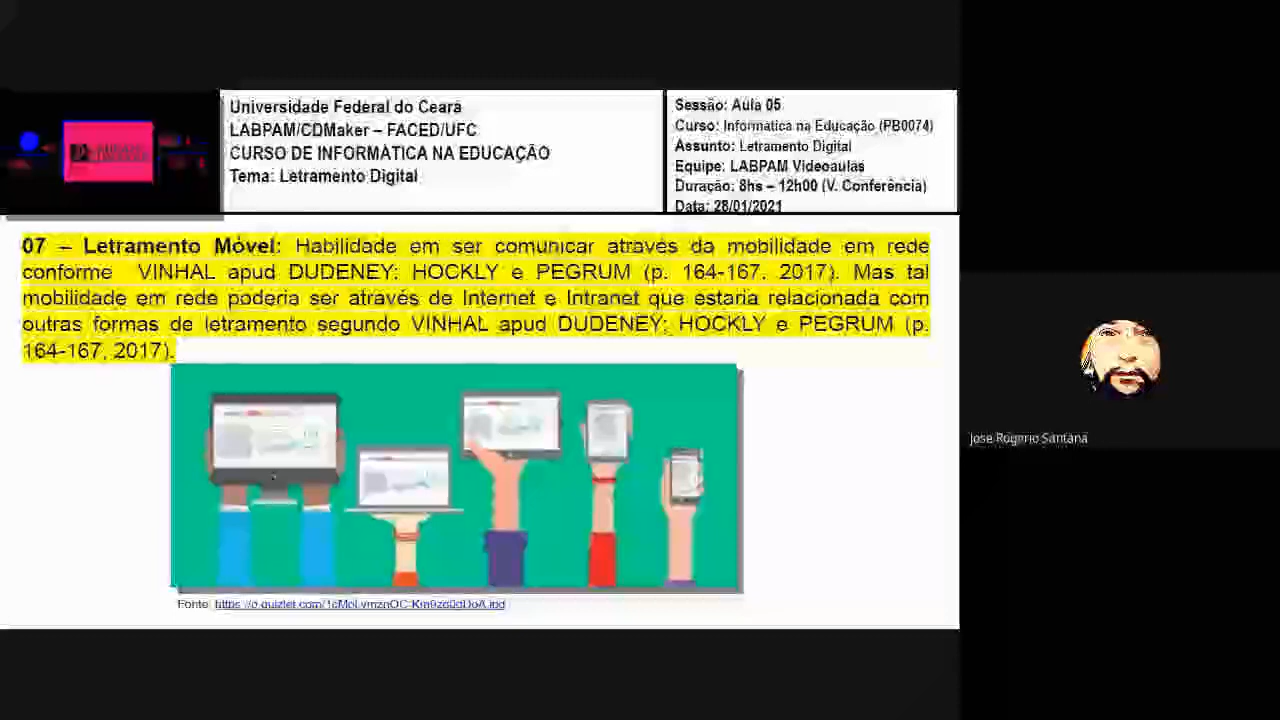 Universidade Federal do Ceará
LABPAM/CDMaker – FACED/UFC
CURSO DE INFORMÁTICA NA EDUCAÇÃO
Tema: Letramento Digital
Sessão: Aula 05
Curso: Informática na Educação (PB0074)
Assunto: Letramento Digital
Equipe: LABPAM Videoaulas
Duração: 8hs – 12h00 (V. Conferência)
Data: 28/01/2021
07 – Letramento Móvel: Habilidade em ser comunicar através da mobilidade em rede
conforme VINHAL apud DUDENEY; HOCKLY e PEGRUM (p. 164-167, 2017). Mas tal
mobilidade em rede poderia ser através de Internet e Intranet que estaria relacionada com
outras formas de letramento segundo VINHAL apud DUDENEY; HOCKLY e PEGRUM (p.
164-167, 2017).
Fonte:
Jose Rogerio Santana